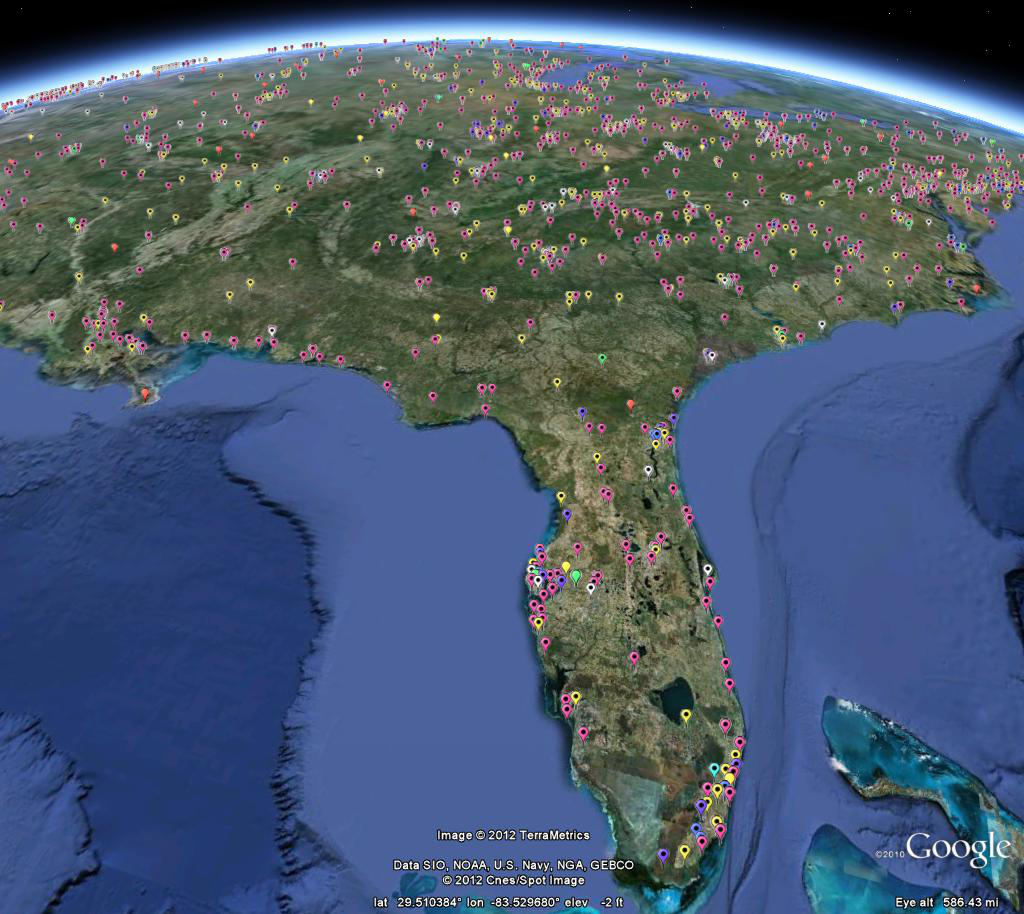 Image © 2012 TerraMetrics
Data SIO, NOAA, U.S. Navy, NGA, GEBCO
© 2012 Cnes/Spot Image
©2010 Google
lat 29.510384° lon -83.529680° elev -2 ft
Eye alt 586.43 mi